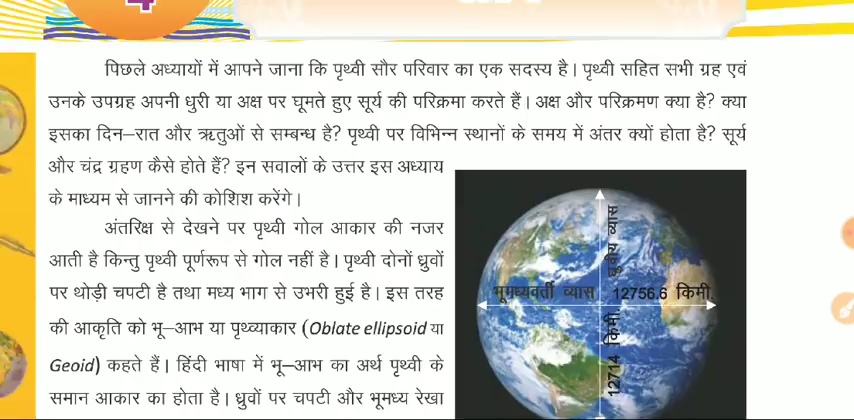 4
पिछले अध्यायों में आपने जाना कि पृथ्वी सौर परिवार का एक सदस्य है। पृथ्वी सहित सभी ग्रह एवं
उनके उपग्रह अपनी धुरी या अक्ष पर घूमते हुए सूर्य की परिक्रमा करते हैं। अक्ष और परिक्रमण क्या है? क्या
इसका दिन–रात और ऋतुओं से सम्बन्ध है? पृथ्वी पर विभिन्न स्थानों के समय में अंतर क्यों होता है? सूर्य
और चंद्र ग्रहण कैसे होते हैं? इन सवालों के उत्तर इस अध्याय
के माध्यम से जानने की कोशिश करेंगे।
अंतरिक्ष से देखने पर पृथ्वी गोल आकार की नजर
आती है किन्तु पृथ्वी पूर्णरूप से गोल नहीं है। पृथ्वी दोनों ध्रुवों
पर थोड़ी चपटी है तथा मध्य भाग से उभरी हुई है। इस तरह
की आकृति को भू–आभ या पृथ्व्याकार (Oblate ellipsoid या
Geoid) कहते हैं। हिंदी भाषा में भू–आभ का अर्थ पृथ्वी के
समान आकार का होता है। ध्रुवों पर चपटी और भूमध्य रेखा
भूमध्यवर्ती व्यास 12756.6 किमी.
ध्रुवीय व्यास
12714 किमी.